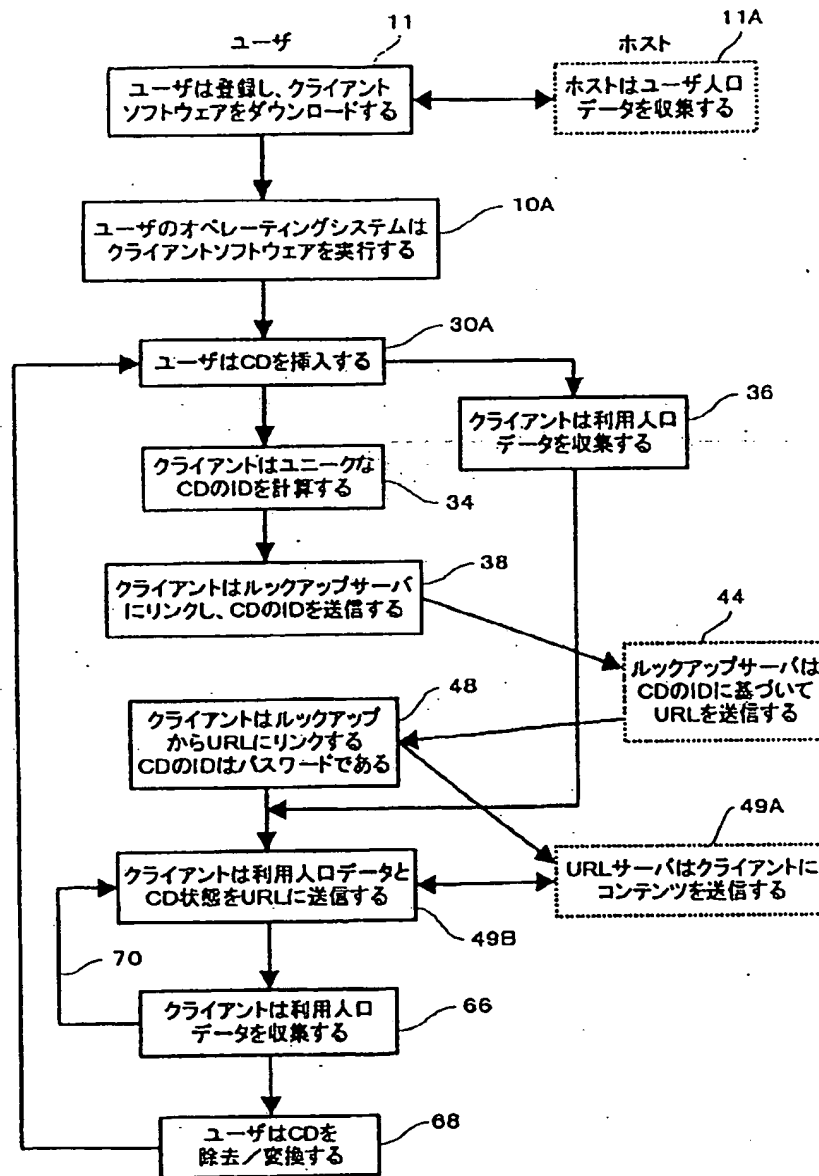 ユーザ
11
ホスト
11A
ユーザは登録し、クライアント
ソフトウェアをダウンロードする
ホストはユーザ人口
データを収集する
10A
ユーザのオペレーティングシステムは
クライアントソフトウェアを実行する
30A
ユーザはCDを挿入する
36
クライアントは利用人口
データを収集する
クライアントはユニークな
CDのIDを計算する
34
38
クライアントはルックアップサーバ
にリンクし、CDのIDを送信する
44
ルックアップサーバは
CDのIDに基づいて
URLを送信する
48
クライアントはルックアップ
からURLにリンクする
CDのIDはパスワードである
49A
URLサーバはクライアントに
コンテンツを送信する
クライアントは利用人口データと
CD状態をURLに送信する
49B
70
クライアントは利用人口
データを収集する
66
ユーザはCDを
除去/変換する
68